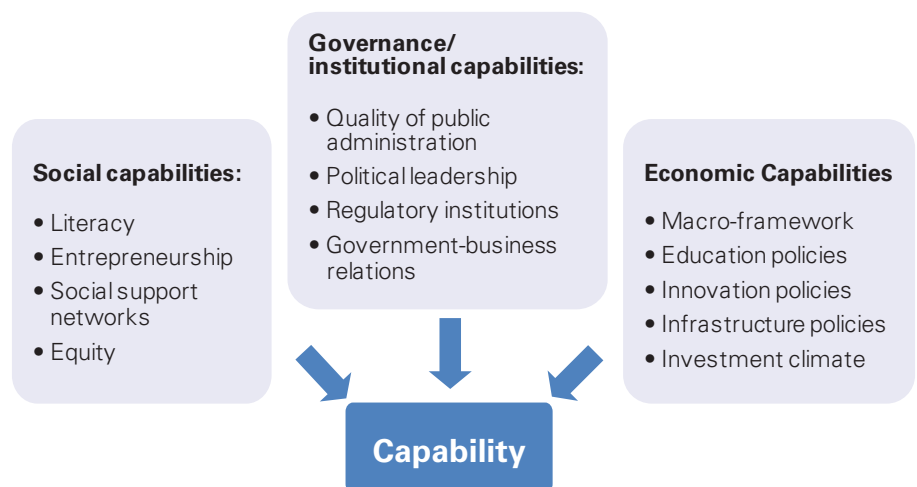 Social capabilities:
• Literacy
• Entrepreneurship
• Social support
networks
• Equity
Governance/
institutional capabilities:
• Quality of public
administration
• Political leadership
• Regulatory institutions
• Government-business
relations
Economic Capabilities
• Macro-framework
• Education policies
• Innovation policies
• Infrastructure policies
• Investment climate
Capability